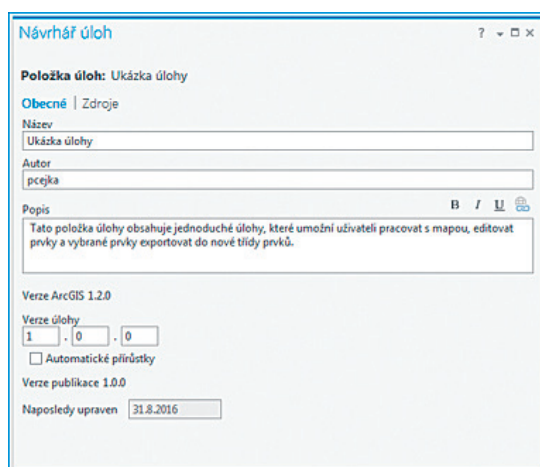 Návrhář úloh
?
Položka úloh: Ukázka úlohy
Obecné | Zdroje
Název
Ukázka úlohy
Autor
pcejka
Popis
B I U
Tato položka úlohy obsahuje jednoduché úlohy, které umožní uživateli pracovat s mapou, editovat
prvky a vybrané prvky exportovat do nové třídy prvků.
Verze ArcGIS 1.2.0
Verze úlohy
1 . 0 . 0
Automatické přírůstky
Verze publikace 1.0.0
Naposledy upraven 31.8.2016